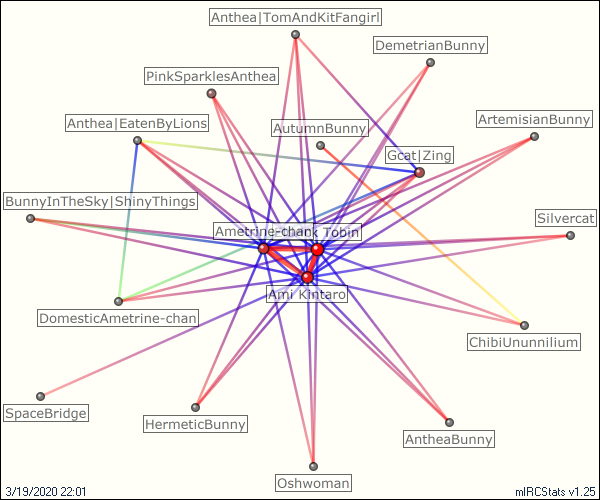 Anthea|TomAndKitFangirl
DemetrianBunny
PinkSparklesAnthea
ArtemisianBunny
Anthea|EatenByLions
AutumnBunny
Gcat|Zing
BunnyInTheSky|ShinyThings
Silvercat
Ametrine-chan
Tobin
Ami Kintaro
DomesticAmetrine-chan
ChibiUnunnilium
SpaceBridge
HermeticBunny
AntheaBunny
Oshwoman
3/19/2020 22:01
mIRCStats v1.25